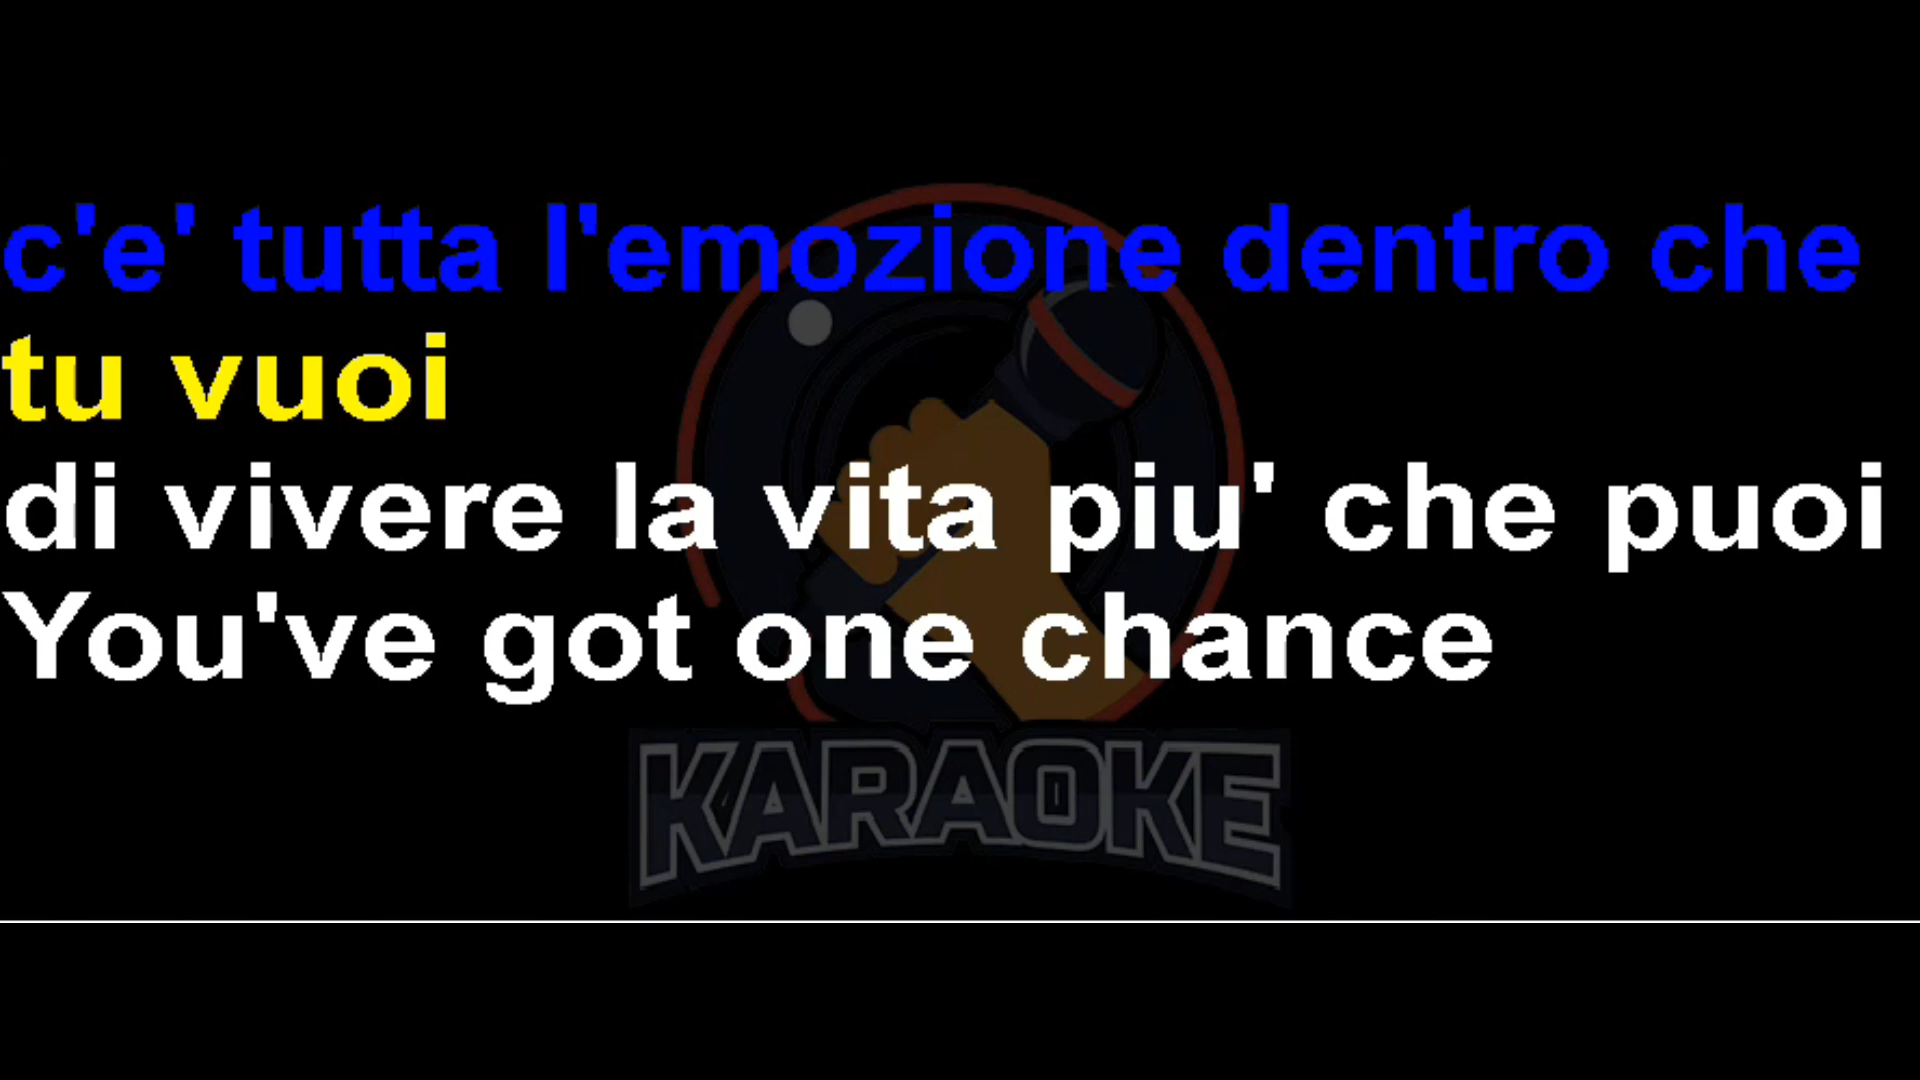 c'e' tutta l'emozione dentro che
tu vuoi
di vivere la vita piu' che puoi
You've got one chance
KARAOKE